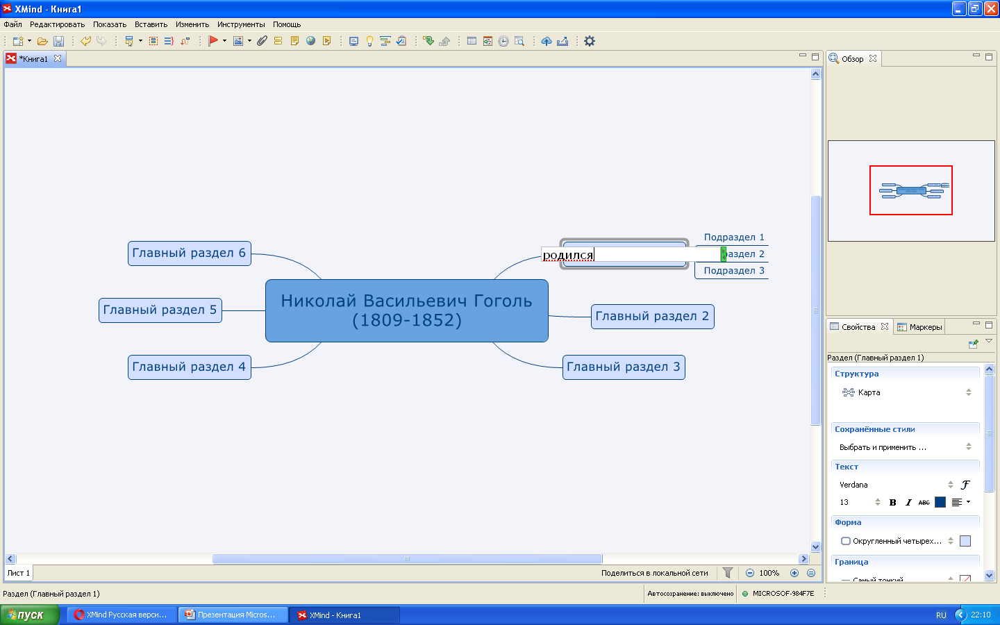 XMind - Книга1
Файл Редактировать Показать Вставить Изменить Инструменты Помощь
*Книга1
Обзор
Главный раздел 6
Главный раздел 5
Главный раздел 4
Николай Васильевич Гоголь
(1809-1852)
родился
Подраздел 1
раздел 2
Подраздел 3
Главный раздел 2
Главный раздел 3
Свойства Маркеры
Раздел (Главный раздел 1)
Структура
Карта
Сохранённые стили
Выбрать и применить ...
Текст
Verdana
13 B I ABC
Форма
Округленный четырех...
Граница
Самый тонкий
Лист 1
Поделиться в локальной сети 100%
Раздел (Главный раздел 1)
Автосохранение: выключено MICROSOF-984F7E
пуск
XMind Русская верси...
Презентация Micros...
XMind - Книга1
RU 22:10